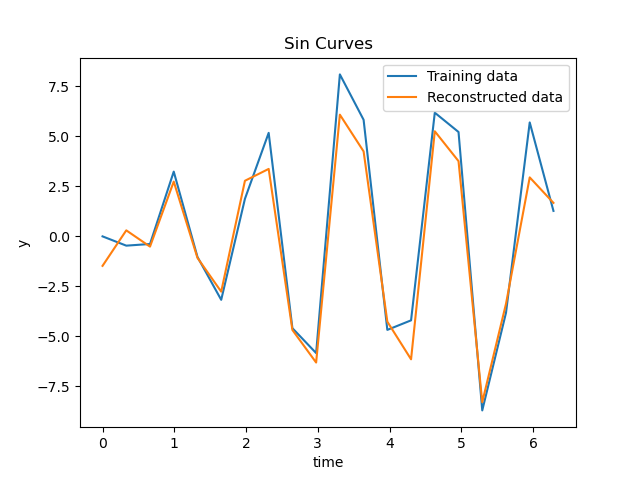 Sin Curves
Training data
Reconstructed data
7.5
5.0
2.5
0.0
−2.5
−5.0
−7.5
y
0 1 2 3 4 5 6
time